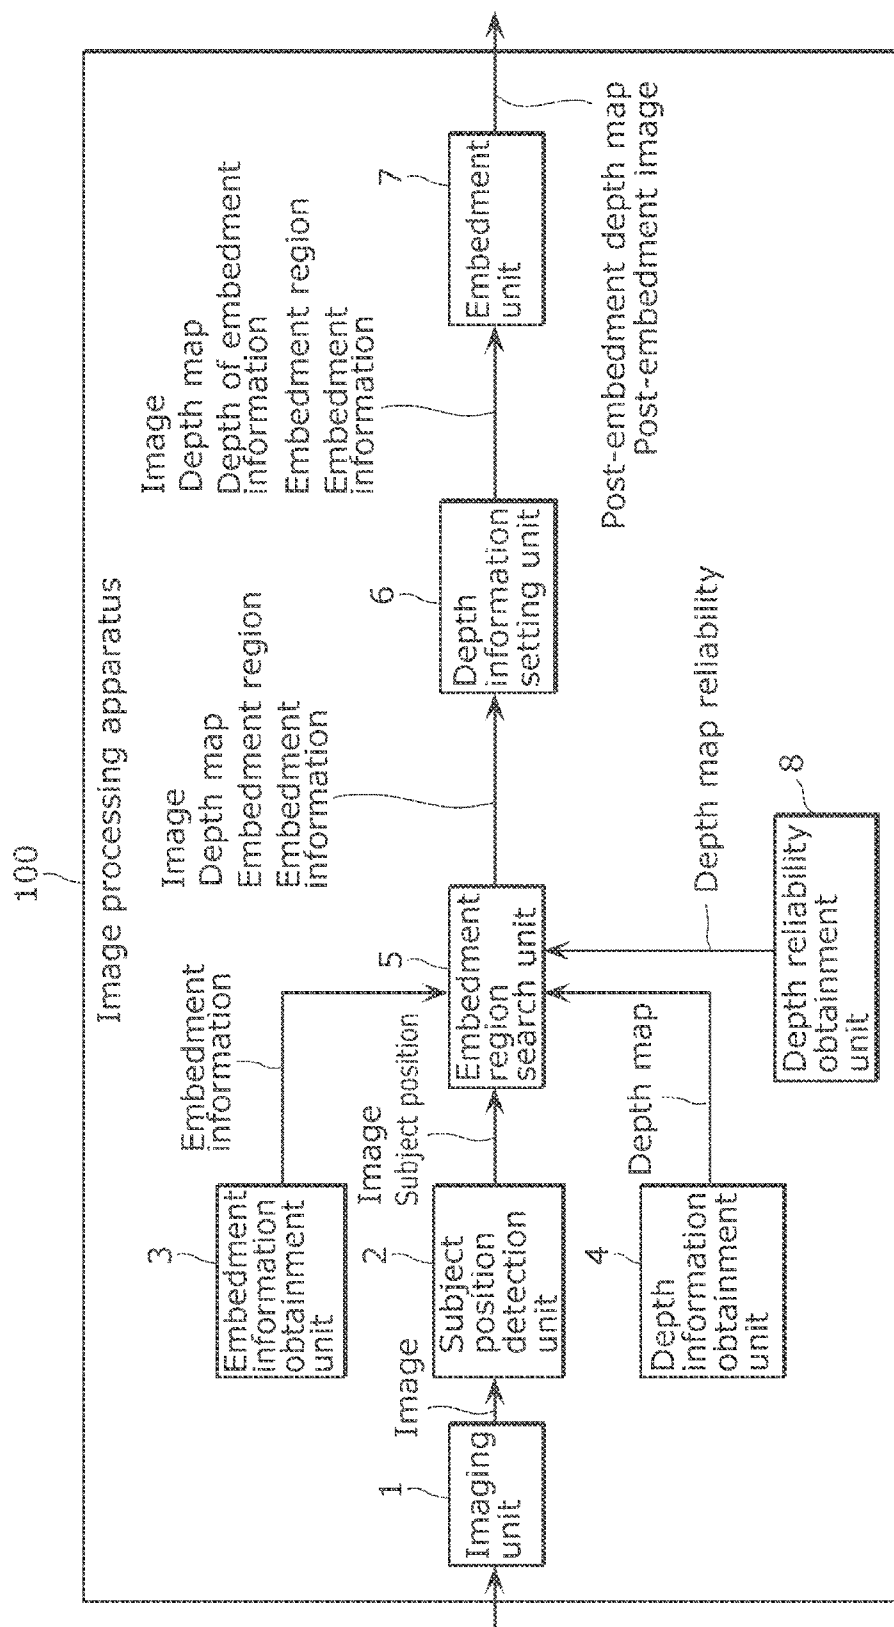 100
Image processing apparatus
1
Imaging
unit
Image
2
Subject
position
detection
unit
3
Embedment
information
obtainment
unit
4
Depth
information
obtainment
unit
Embedment
information
Image
Subject position
Depth map
5
Embedment
region
search unit
8
Depth reliability
obtainment
unit
Depth map reliability
Image
Depth map
Embedment region
Embedment
information
6
Depth
information
setting unit
Image
Depth map
Depth of embedment
information
Embedment region
Embedment
information
7
Embedment
unit
Post-embedment depth map
Post-embedment image